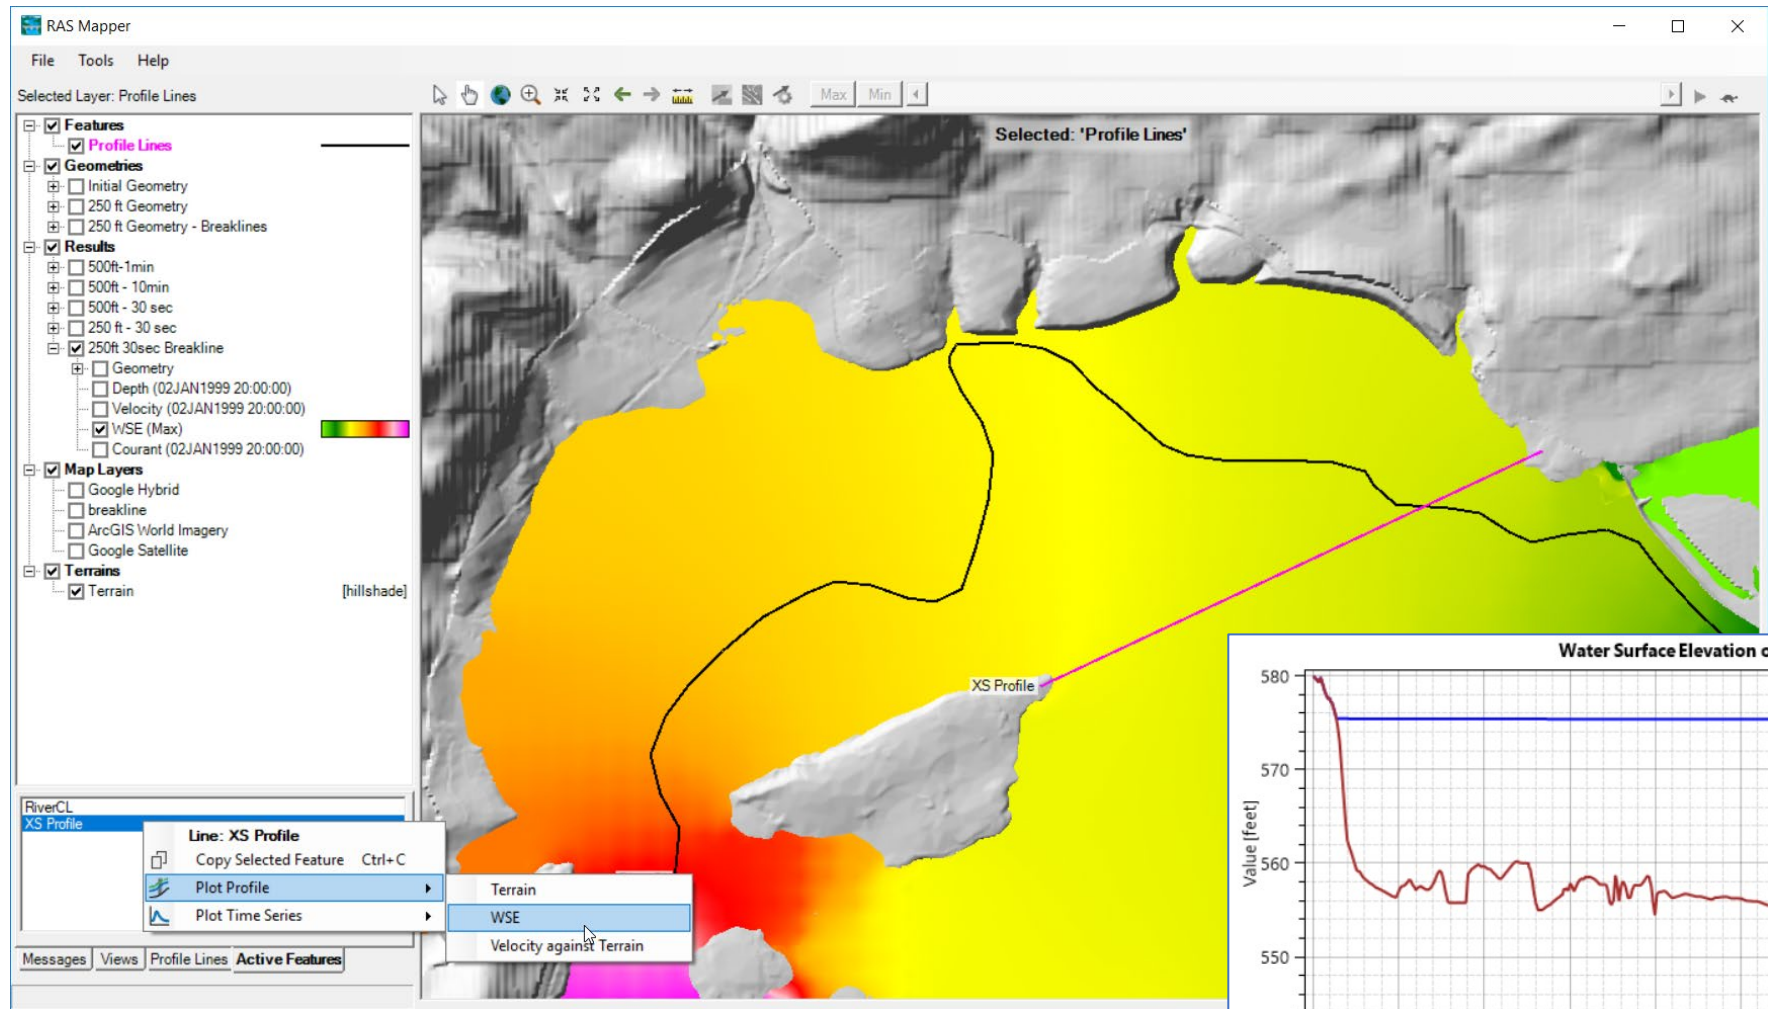 RAS Mapper
File Tools Help
Selected Layer: Profile Lines
Max Min
Features
Profile Lines
Geometries
Initial Geometry
250 ft Geometry
250 ft Geometry - Breaklines
Results
500ft-1min
500ft - 10min
500ft - 30 sec
250 ft - 30 sec
250ft 30sec Breakline
Geometry
Depth (02JAN1999 20:00:00)
Velocity (02JAN1999 20:00:00)
WSE (Max)
Courant (02JAN1999 20:00:00)
Map Layers
Google Hybrid
breakline
ArcGIS World Imagery
Google Satellite
Terrains
Terrain [hillshade]
RiverCL
XS Profile
Line: XS Profile
Copy Selected Feature Ctrl+C
Plot Profile
Plot Time Series
Terrain
WSE
Velocity against Terrain
Messages Views Profile Lines Active Features
Selected: 'Profile Lines'
XS Profile
Water Surface Elevation o
Value [feet]
580
570
560
550